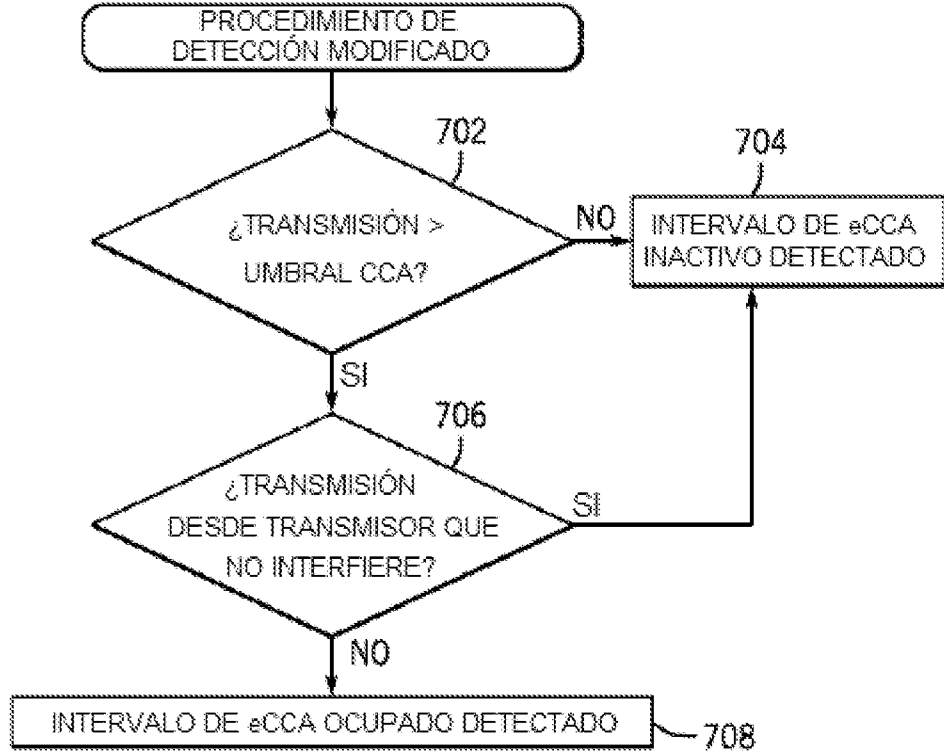 PROCEDIMIENTO DE
DETECCIÓN MODIFICADO
702
¿TRANSMISIÓN >
UMBRAL CCA?
NO
704
INTERVALO DE eCCA
INACTIVO DETECTADO
SI
706
¿TRANSMISIÓN
DESDE TRANSMISOR QUE
NO INTERFIERE?
SI
NO
INTERVALO DE eCCA OCUPADO DETECTADO
708